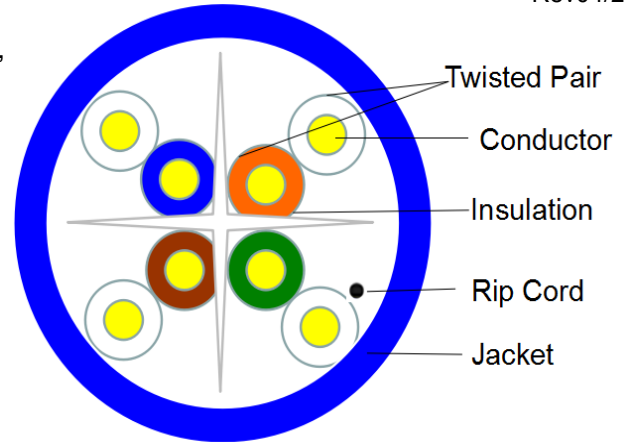 Twisted Pair
Conductor
Insulation
Rip Cord
Jacket